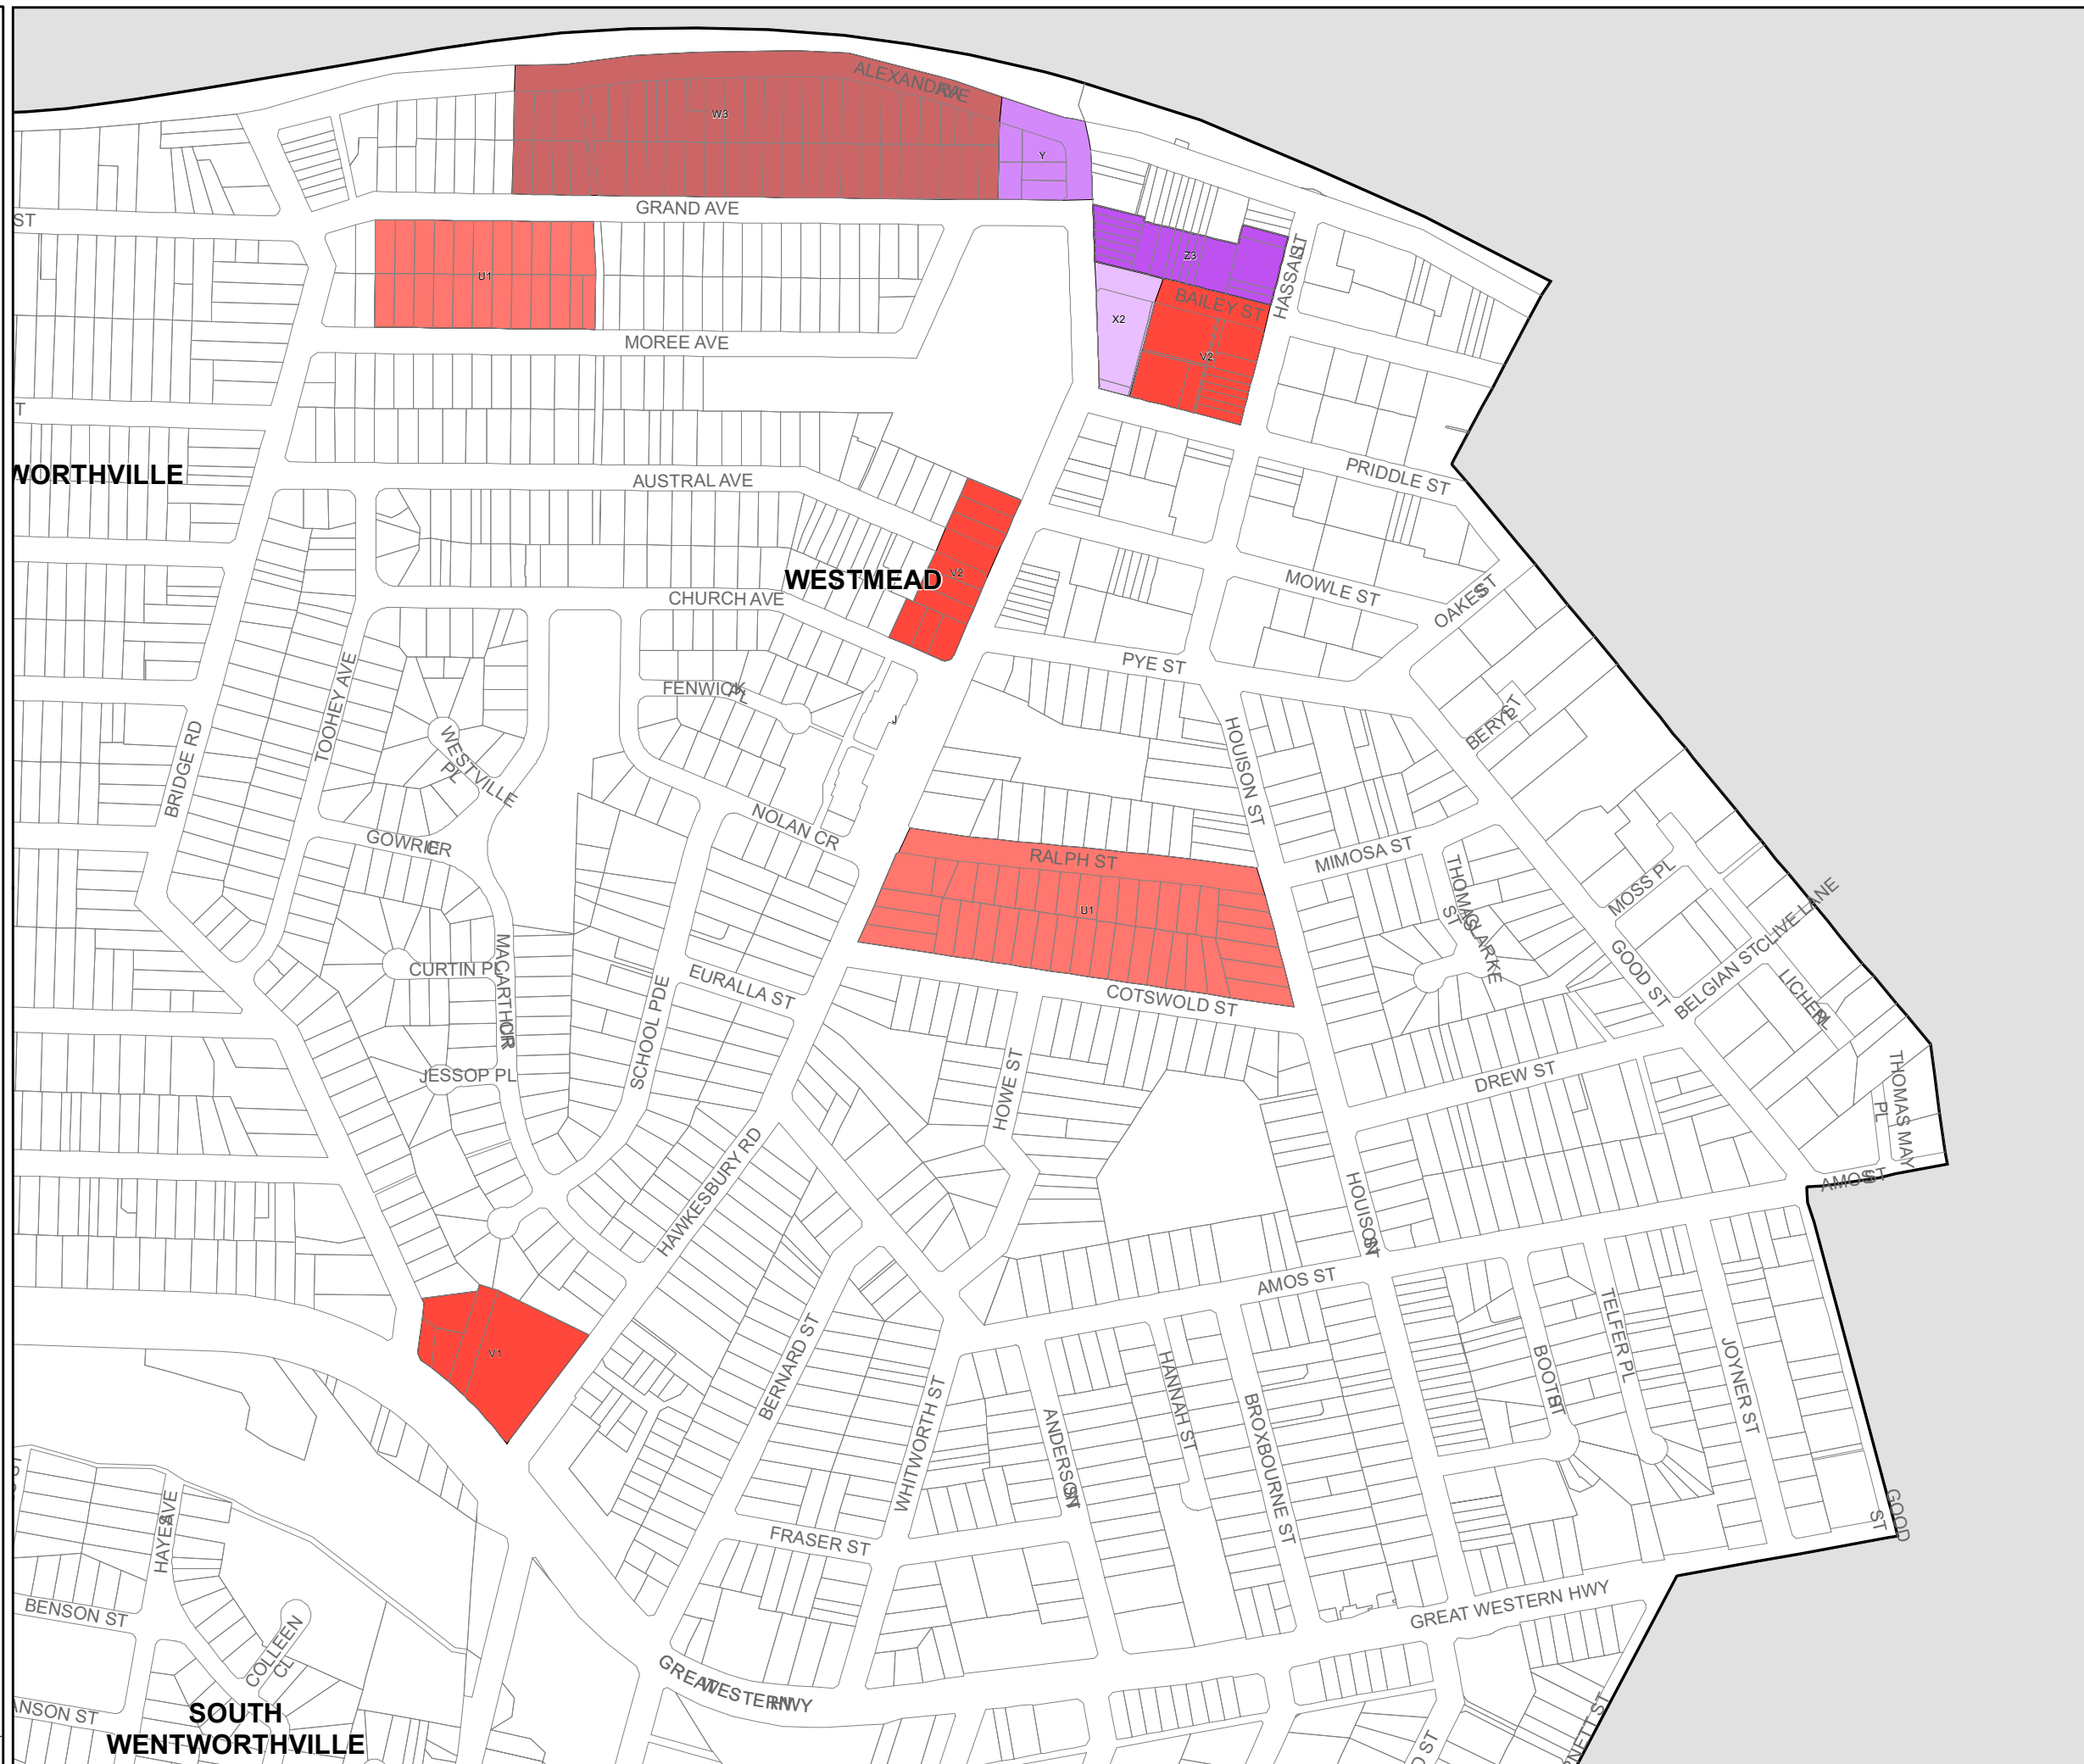 ALEXANDRA AVE
W3
Y
GRAND AVE
ST
U1
Z3
HASSALL ST
BAILEY ST
X2
V2
MOREE AVE
T
WORTHVILLE
AUSTRAL AVE
PRIDDLE ST
WESTMEAD
V2
CHURCH AVE
MOWLE ST
OAKES ST
PYE ST
FENWICK PL
J
BERYL ST
TOOHEY AVE
BRIDGE RD
WESTVILLE PL
HOUISON ST
NOLAN CR
GOWRIE CR
RALPH ST
MIMOSA ST
U1
THOMAS CLARKE ST
MOSS PL
CLIVE LANE
BELGIAN ST
GOOD ST
LICHEN PL
CURTIN PL
MACARTHUR CR
EURALLA ST
COTSWOLD ST
SCHOOL PDE
JESSOP PL
HOWE ST
DREW ST
THOMAS MAY PL
HAWKESBURY RD
HOUISON ST
AMOS ST
AMOS ST
V1
BERNARD ST
WHITWORTH ST
HANNAH ST
ANDERSON ST
BROXBOURNE ST
BOOTH ST
TELFER PL
JOYNER ST
GOOD ST
HAYES AVE
FRASER ST
BENSON ST
COLLEEN CL
GREAT WESTERN HWY
GREAT WESTERN HWY
ANSON ST
SOUTH
WENTWORTHVILLE